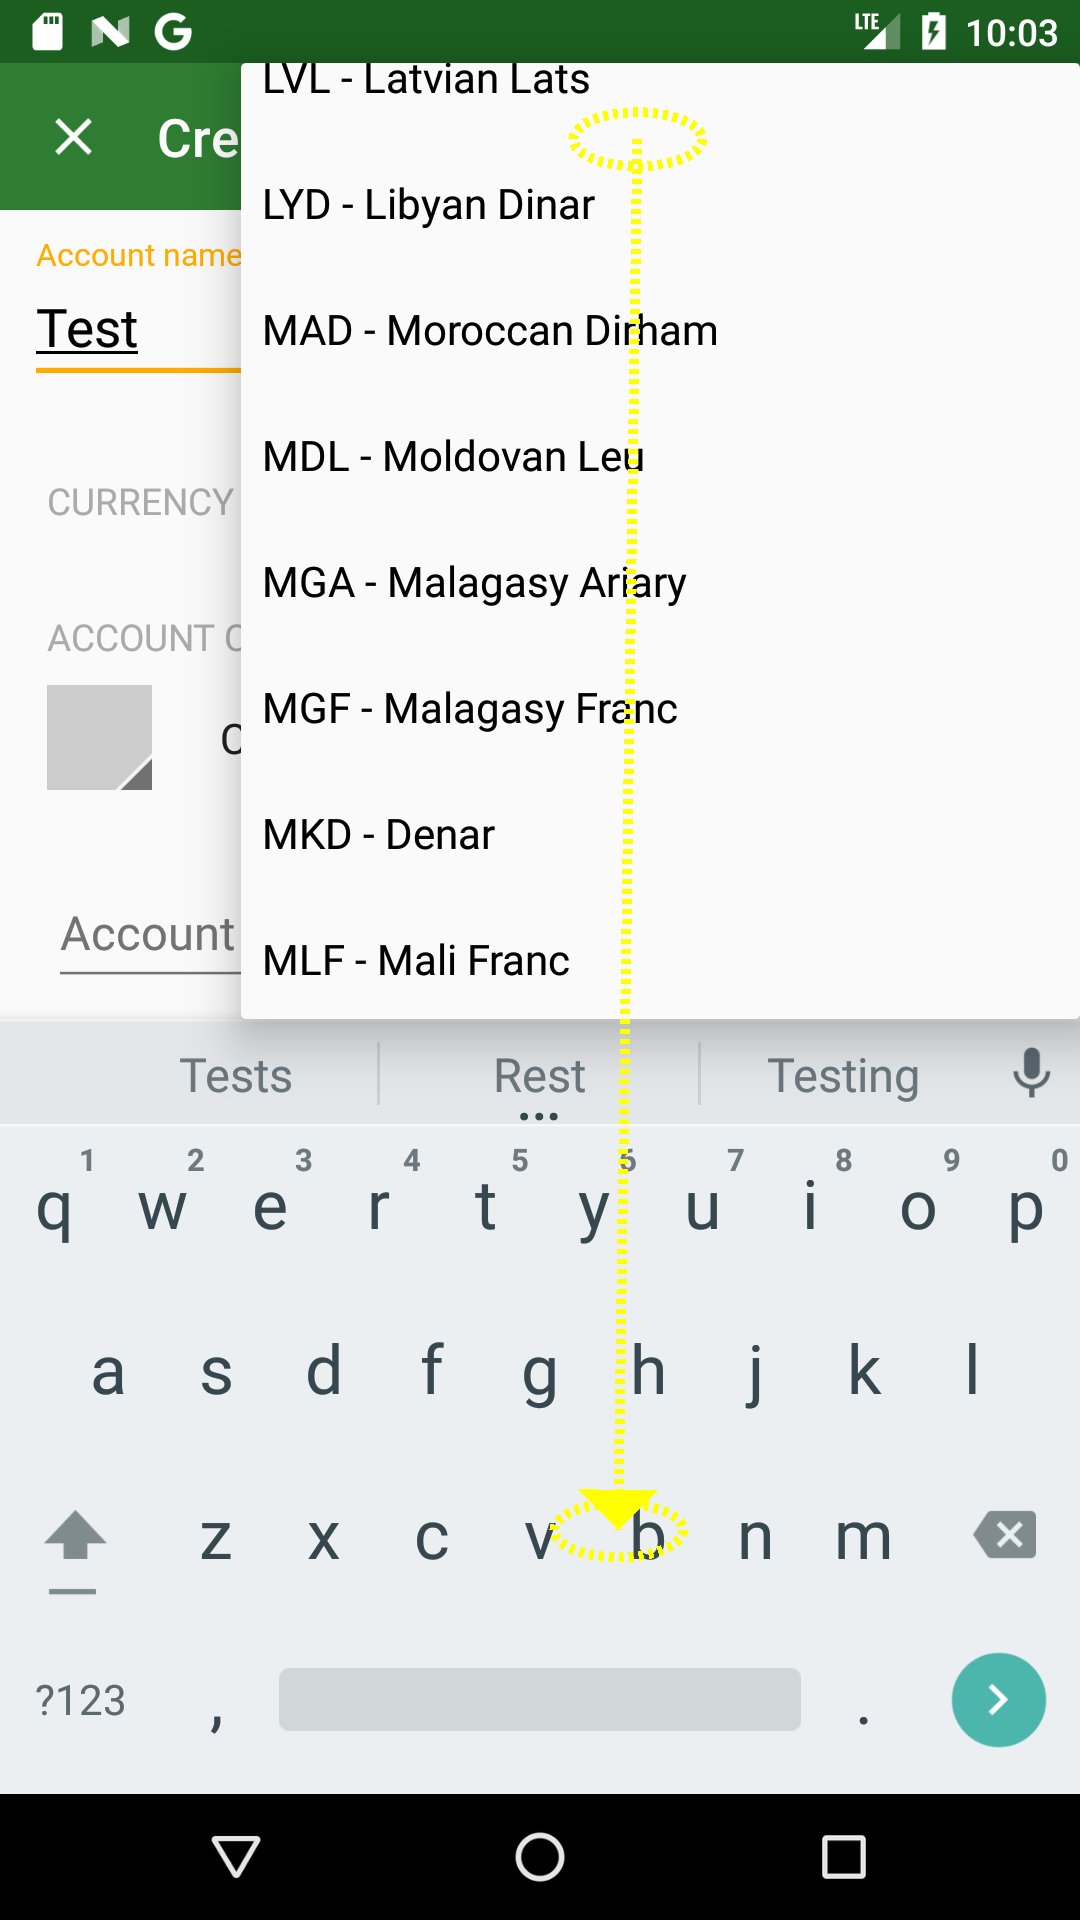 LTE 10:03
Cre
LVL - Latvian Lats
LYD - Libyan Dinar
MAD - Moroccan Dirham
MDL - Moldovan Leu
MGA - Malagasy Ariary
MGF - Malagasy Franc
MKD - Denar
MLF - Mali Franc
Account name
Test
CURRENCY
ACCOUNT C
C
Account
Tests Rest Testing
1 2 3 4 5 6 7 8 9 0
q w e r t y u i o p
a s d f g h j k l
z x c v b n m
?123 , .